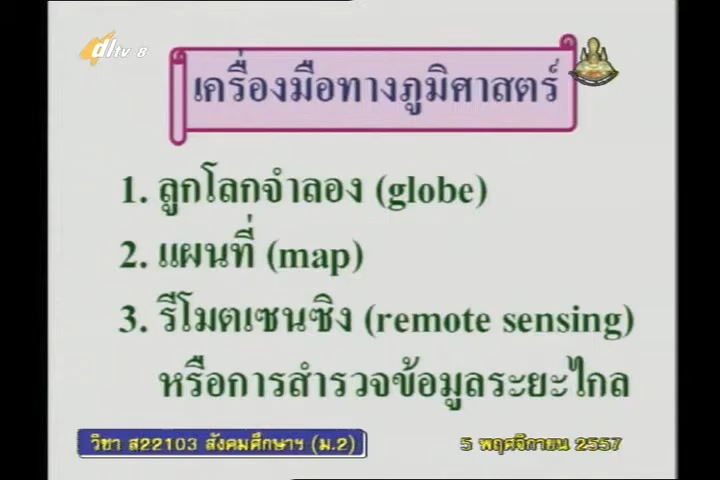 dltv 8
เครื่องมือทางภูมิศาสตร์
1. ลูกโลกจำลอง (globe)
2. แผนที่ (map)
3. รีโมตเซนซิง (remote sensing)
หรือการสำรวจข้อมูลระยะไกล
วิชา ส22103 สังคมศึกษาฯ (ม.2)
5 พฤศจิกายน 2557